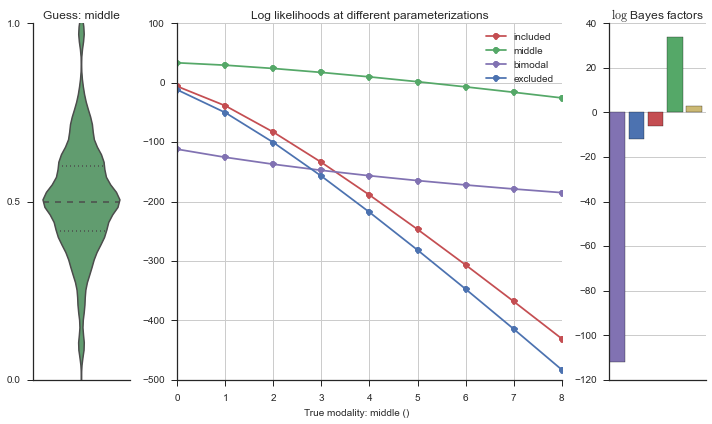 Guess: middle
1.0
0.5
0.0
Log likelihoods at different parameterizations
100
0
−100
−200
−300
−400
−500
0 1 2 3 4 5 6 7 8
True modality: middle ()
included
middle
bimodal
excluded
log Bayes factors
40
20
0
−20
−40
−60
−80
−100
−120